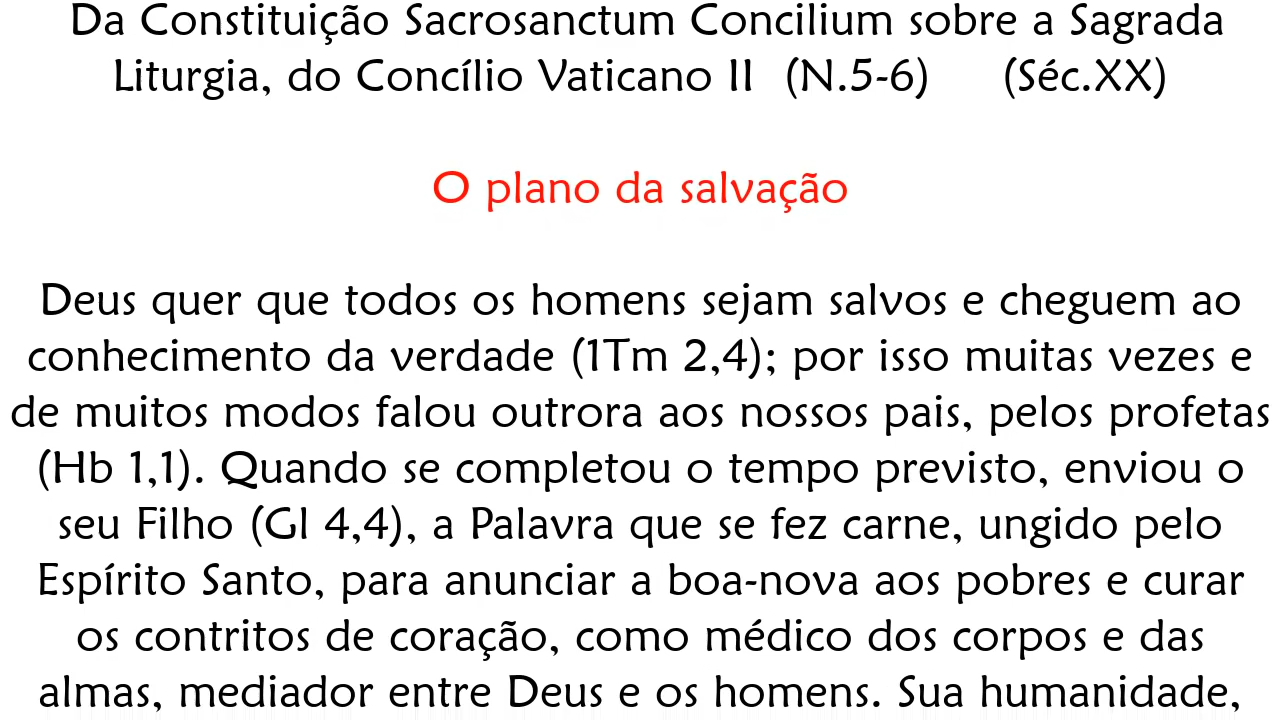 Da Constituição Sacrosanctum Concilium sobre a Sagrada
Liturgia, do Concílio Vaticano II (N.5-6) (Séc.XX)
O plano da salvação
Deus quer que todos os homens sejam salvos e cheguem ao
conhecimento da verdade (1Tm 2,4); por isso muitas vezes e
de muitos modos falou outrora aos nossos pais, pelos profetas
(Hb 1,1). Quando se completou o tempo previsto, enviou o
seu Filho (Gl 4,4), a Palavra que se fez carne, ungido pelo
Espírito Santo, para anunciar a boa-nova aos pobres e curar
os contritos de coração, como médico dos corpos e das
almas, mediador entre Deus e os homens. Sua humanidade,